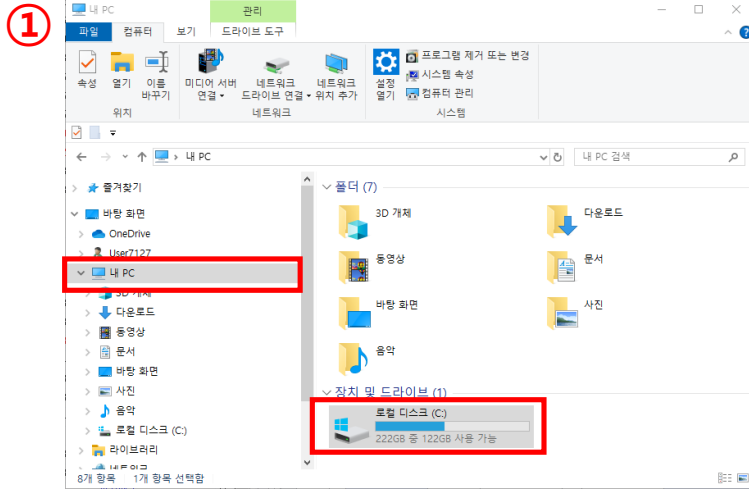 ①
내 PC
관리
파일 컴퓨터 보기 드라이브 도구
속성 열기 이름 바꾸기 미디어 서버 연결 네트워크 드라이브 연결 네트워크 위치 추가 설정 열기
프로그램 제거 또는 변경
시스템 속성
컴퓨터 관리
위치 네트워크 시스템
내 PC
내 PC 검색
즐겨찾기
바탕 화면
OneDrive
User7127
내 PC
3D 개체
다운로드
동영상
문서
바탕 화면
사진
음악
로컬 디스크 (C:)
라이브러리
네트워크
폴더 (7)
3D 개체 다운로드
동영상 문서
바탕 화면 사진
음악
장치 및 드라이브 (1)
로컬 디스크 (C:)
222GB 중 122GB 사용 가능
8개 항목 1개 항목 선택함